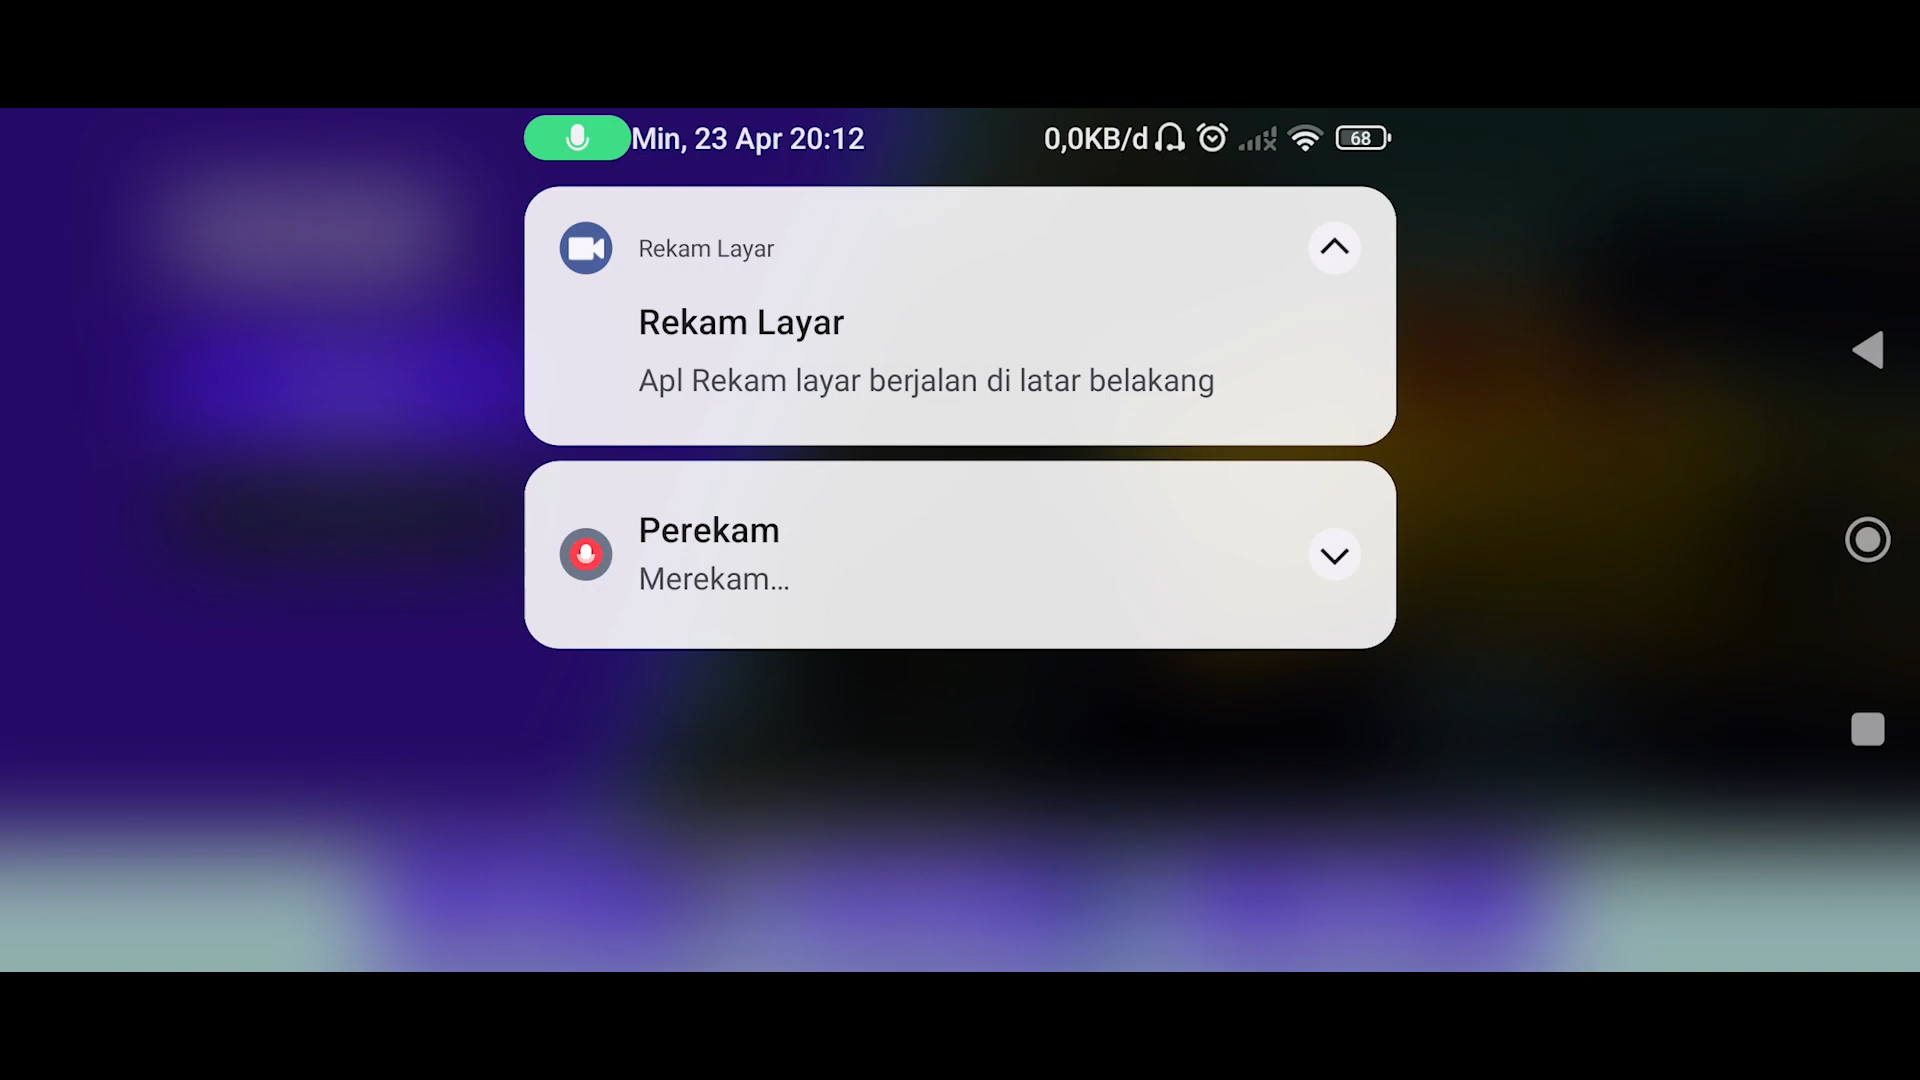 Min, 23 Apr 20:12
0,0KB/d
68
Rekam Layar
Rekam Layar
Apl Rekam layar berjalan di latar belakang
Perekam
Merekam...